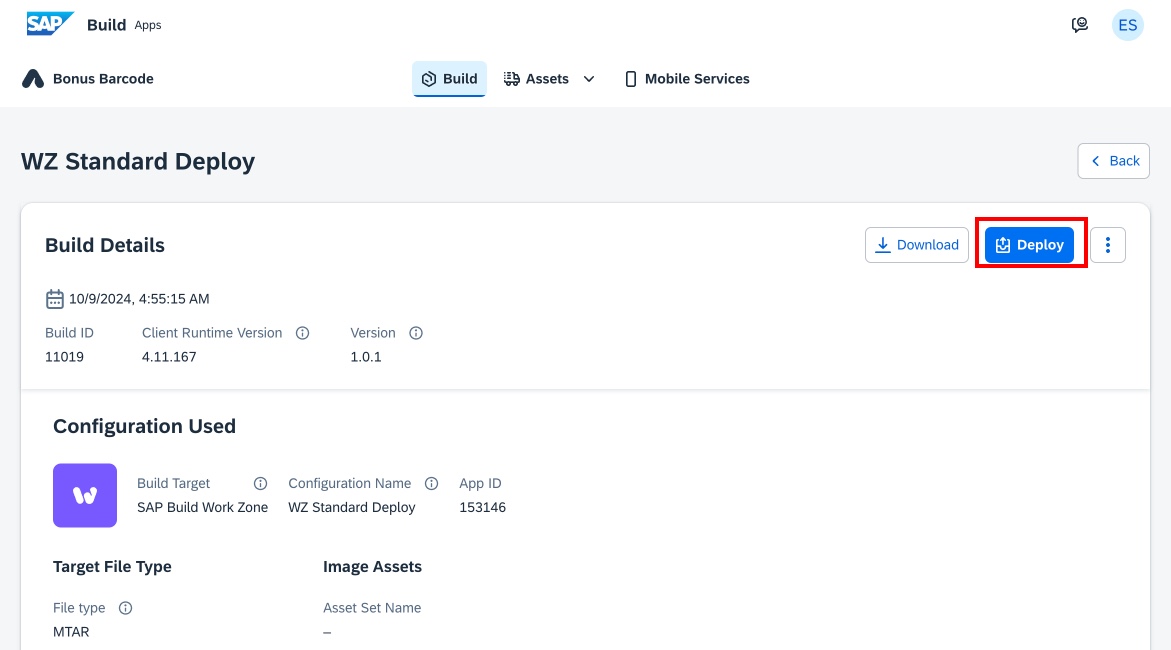 SAP Build Apps ES
Bonus Barcode Build Assets Mobile Services
WZ Standard Deploy Back
Build Details Download Deploy
10/9/2024, 4:55:15 AM
Build ID Client Runtime Version Version
11019 4.11.167 1.0.1
Configuration Used
Build Target Configuration Name App ID
SAP Build Work Zone WZ Standard Deploy 153146
Target File Type Image Assets
File type Asset Set Name
MTAR –